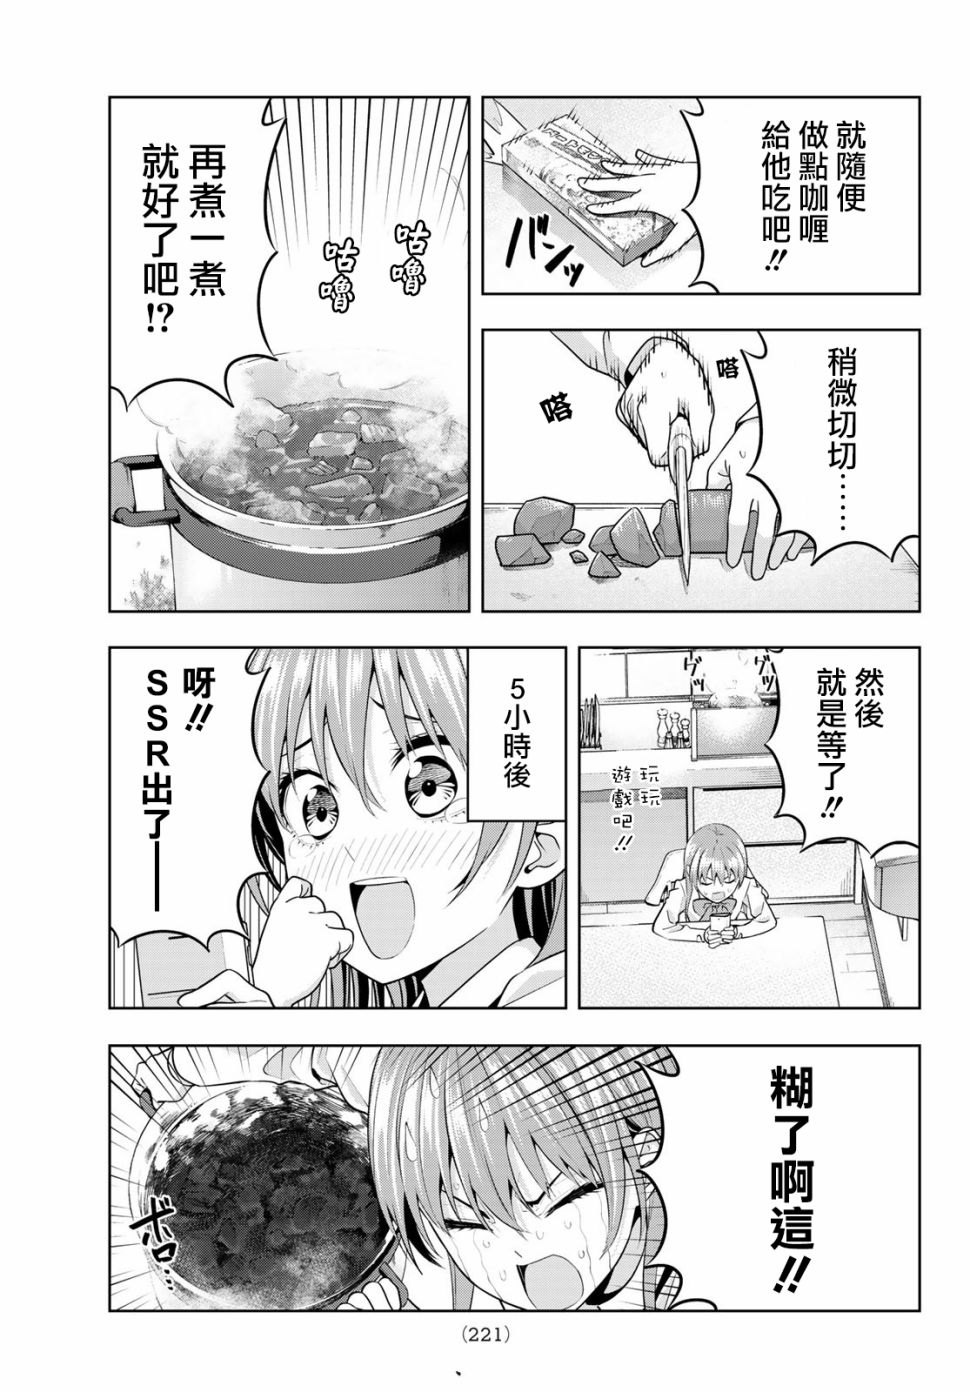 就隨便
做點咖喱
給他吃吧!!
バンッ
稍微切切……
嗒
嗒
再煮一煮
就好了吧!?
咕嚕
咕嚕
然後
就是等了!!
グッ
グッ
玩玩
遊戲吧!!
5小時後
呀!!
SSR出了——
糊了啊這!!
ボロ…
(221)